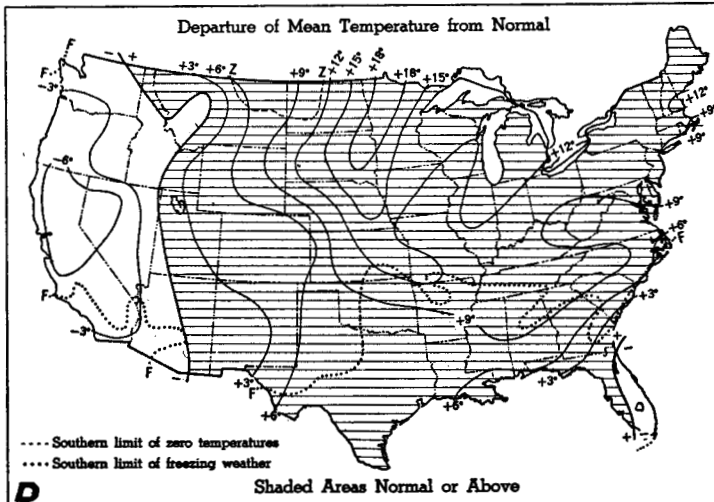 Departure of Mean Temperature from Normal
F
F
- +
+3° +6° Z +9° Z +12° +15° +18° +18° +15°
-3°
+12°
+9°
+9°
+12°
-6°
+9°
+6°
F
F
+3°
-3°
+9°
F
-
+3°
F
+6°
+6°
+3°
+
-
+
- +
---- Southern limit of zero temperatures
..... Southern limit of freezing weather
D
Shaded Areas Normal or Above